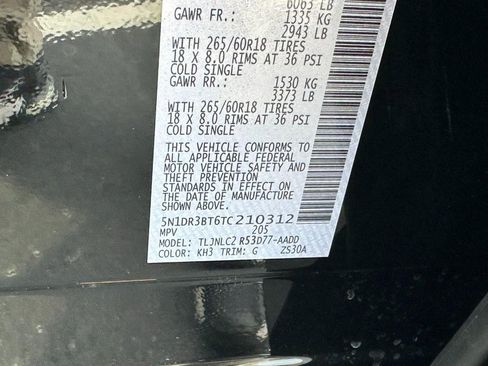 6063 LB
GAWR FR.: 1335 KG
2943 LB
WITH 265/60R18 TIRES
18 X 8.0 RIMS AT 36 PSI
COLD SINGLE
GAWR RR.: 1530 KG
3373 LB
WITH 265/60R18 TIRES
18 X 8.0 RIMS AT 36 PSI
COLD SINGLE
THIS VEHICLE CONFORMS TO
ALL APPLICABLE FEDERAL
MOTOR VEHICLE SAFETY
AND THEFT PREVENTION
STANDARDS IN EFFECT ON
THE DATE OF MANUFACTURE
SHOWN ABOVE.
5N1DR3BT6TC210312
MPV 205
MODEL: TLJNLC2 R53D77-AADD
COLOR: KH3 TRIM: G ZS30A